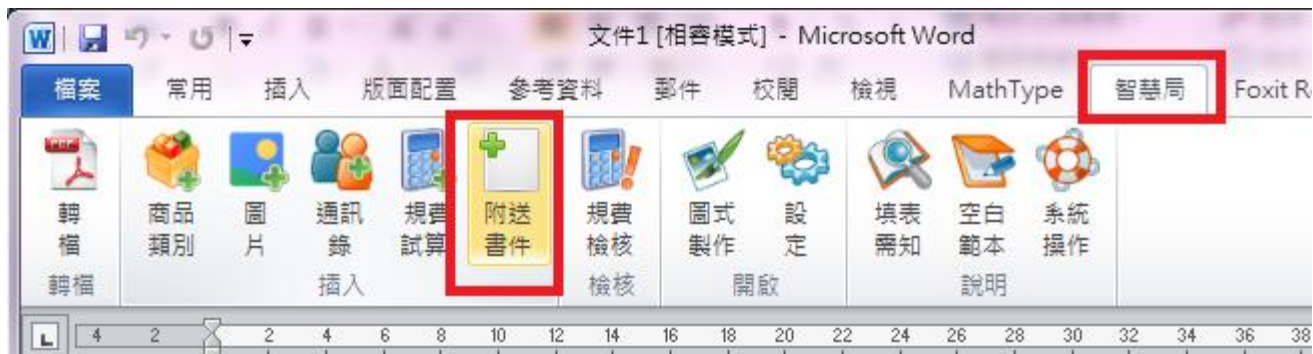 文件1 [相容模式] - Microsoft Word
檔案 常用 插入 版面配置 參考資料 郵件 校閱 檢視 MathType 智慧局 Foxit R
轉 商品 圖 通訊 規費 附送 規費 圖式 設 填表 空白 系統
檔 類別 片 錄 試算 書件 檢核 製作 定 需知 範本 操作
轉檔 插入 檢核 開啟 說明
4 2 2 4 6 8 10 12 14 16 18 20 22 24 26 28 30 32 34 36 38